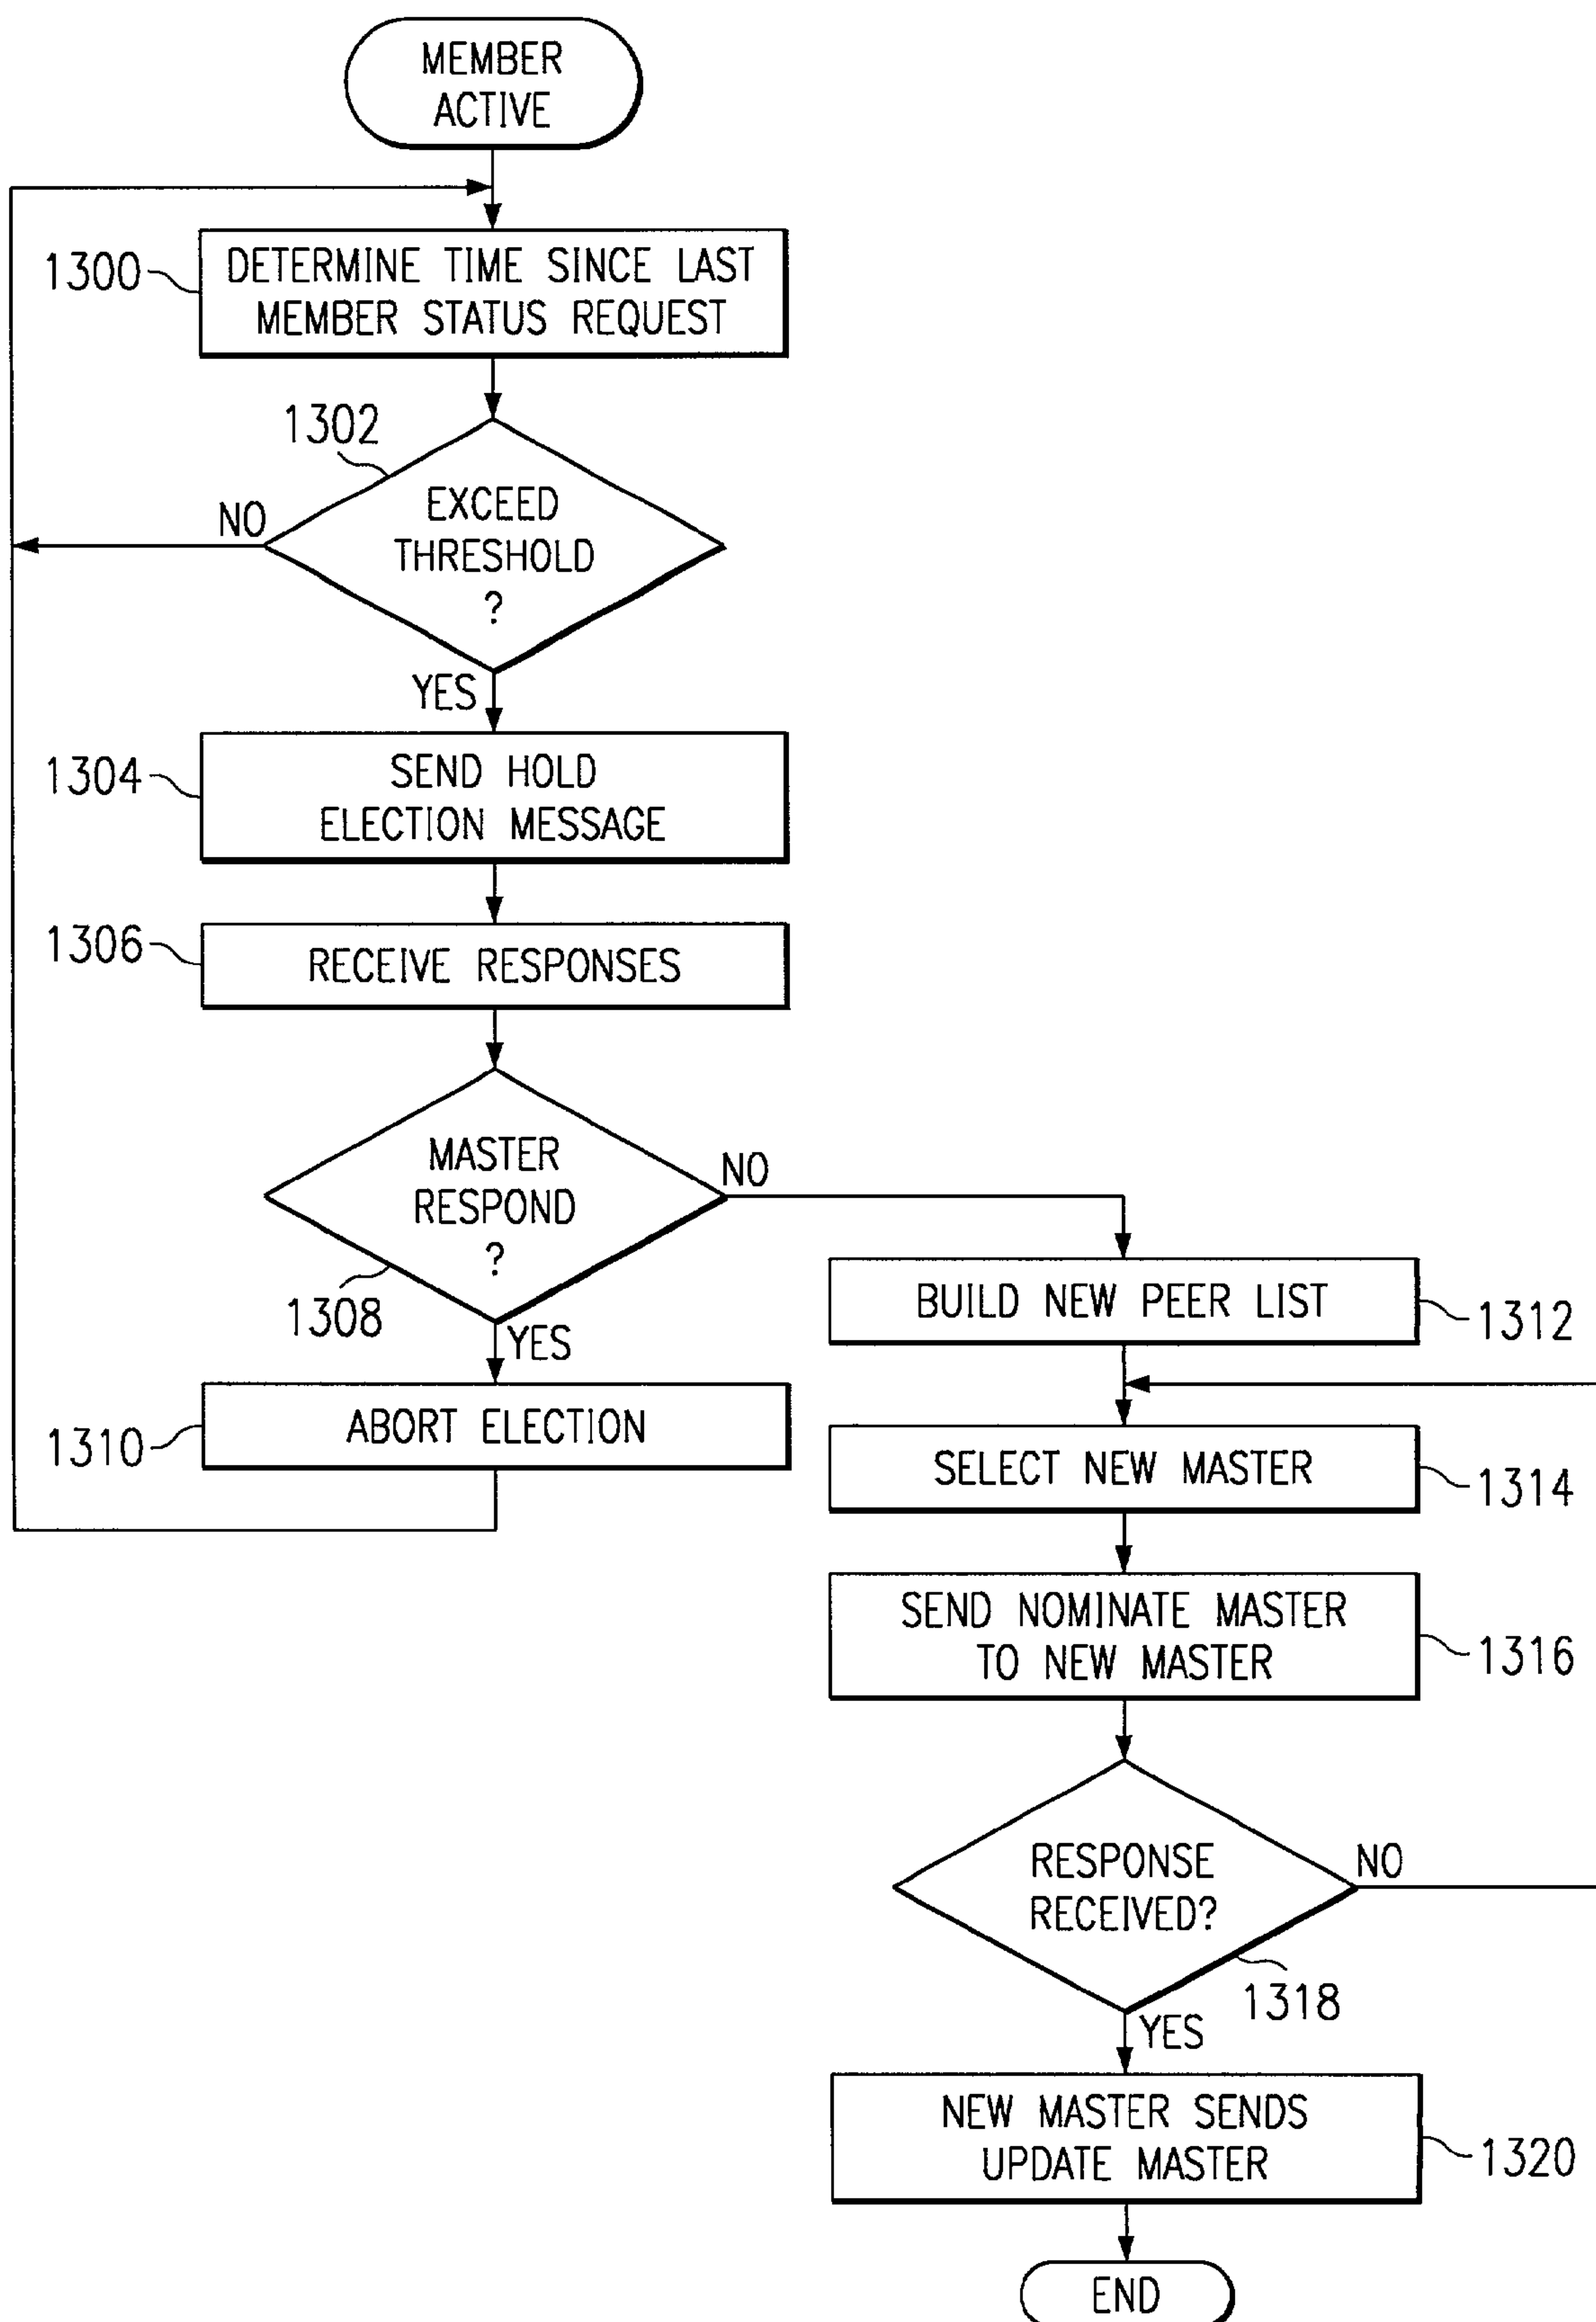 MEMBER
ACTIVE
1300
DETERMINE TIME SINCE LAST
MEMBER STATUS REQUEST
1302
EXCEED
THRESHOLD
?
NO
YES
1304
SEND HOLD
ELECTION MESSAGE
1306
RECEIVE RESPONSES
MASTER
RESPOND
?
NO
1308
YES
1310
ABORT ELECTION
BUILD NEW PEER LIST
1312
SELECT NEW MASTER
1314
SEND NOMINATE MASTER
TO NEW MASTER
1316
RESPONSE
RECEIVED?
NO
1318
YES
NEW MASTER SENDS
UPDATE MASTER
1320
END